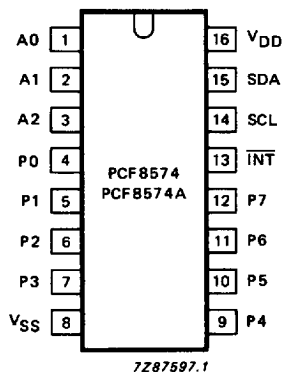 A0 1 16 VDD
A1 2 15 SDA
A2 3 14 SCL
P0 4 13 INT
PCF8574
PCF8574A
P1 5 12 P7
P2 6 11 P6
P3 7 10 P5
VSS 8 9 P4
7Z87597.1